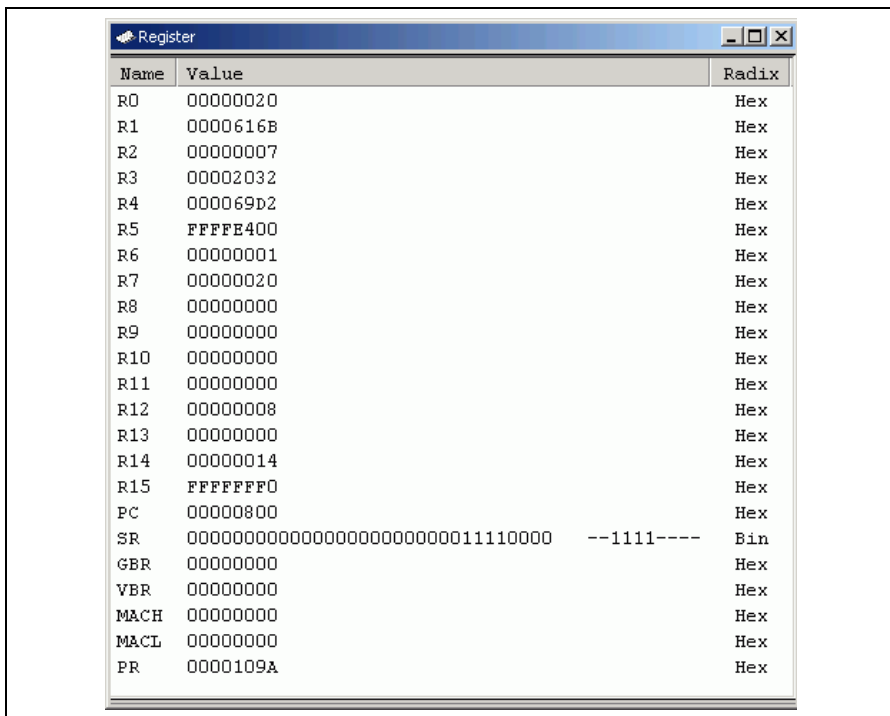 Register
Name Value Radix
R0 00000020 Hex
R1 0000616B Hex
R2 00000007 Hex
R3 00002032 Hex
R4 000069D2 Hex
R5 FFFFE400 Hex
R6 00000001 Hex
R7 00000020 Hex
R8 00000000 Hex
R9 00000000 Hex
R10 00000000 Hex
R11 00000000 Hex
R12 00000008 Hex
R13 00000000 Hex
R14 00000014 Hex
R15 FFFFFFF0 Hex
PC 00000800 Hex
SR 00000000000000000000000011110000 --1111---- Bin
GBR 00000000 Hex
VBR 00000000 Hex
MACH 00000000 Hex
MACL 00000000 Hex
PR 0000109A Hex